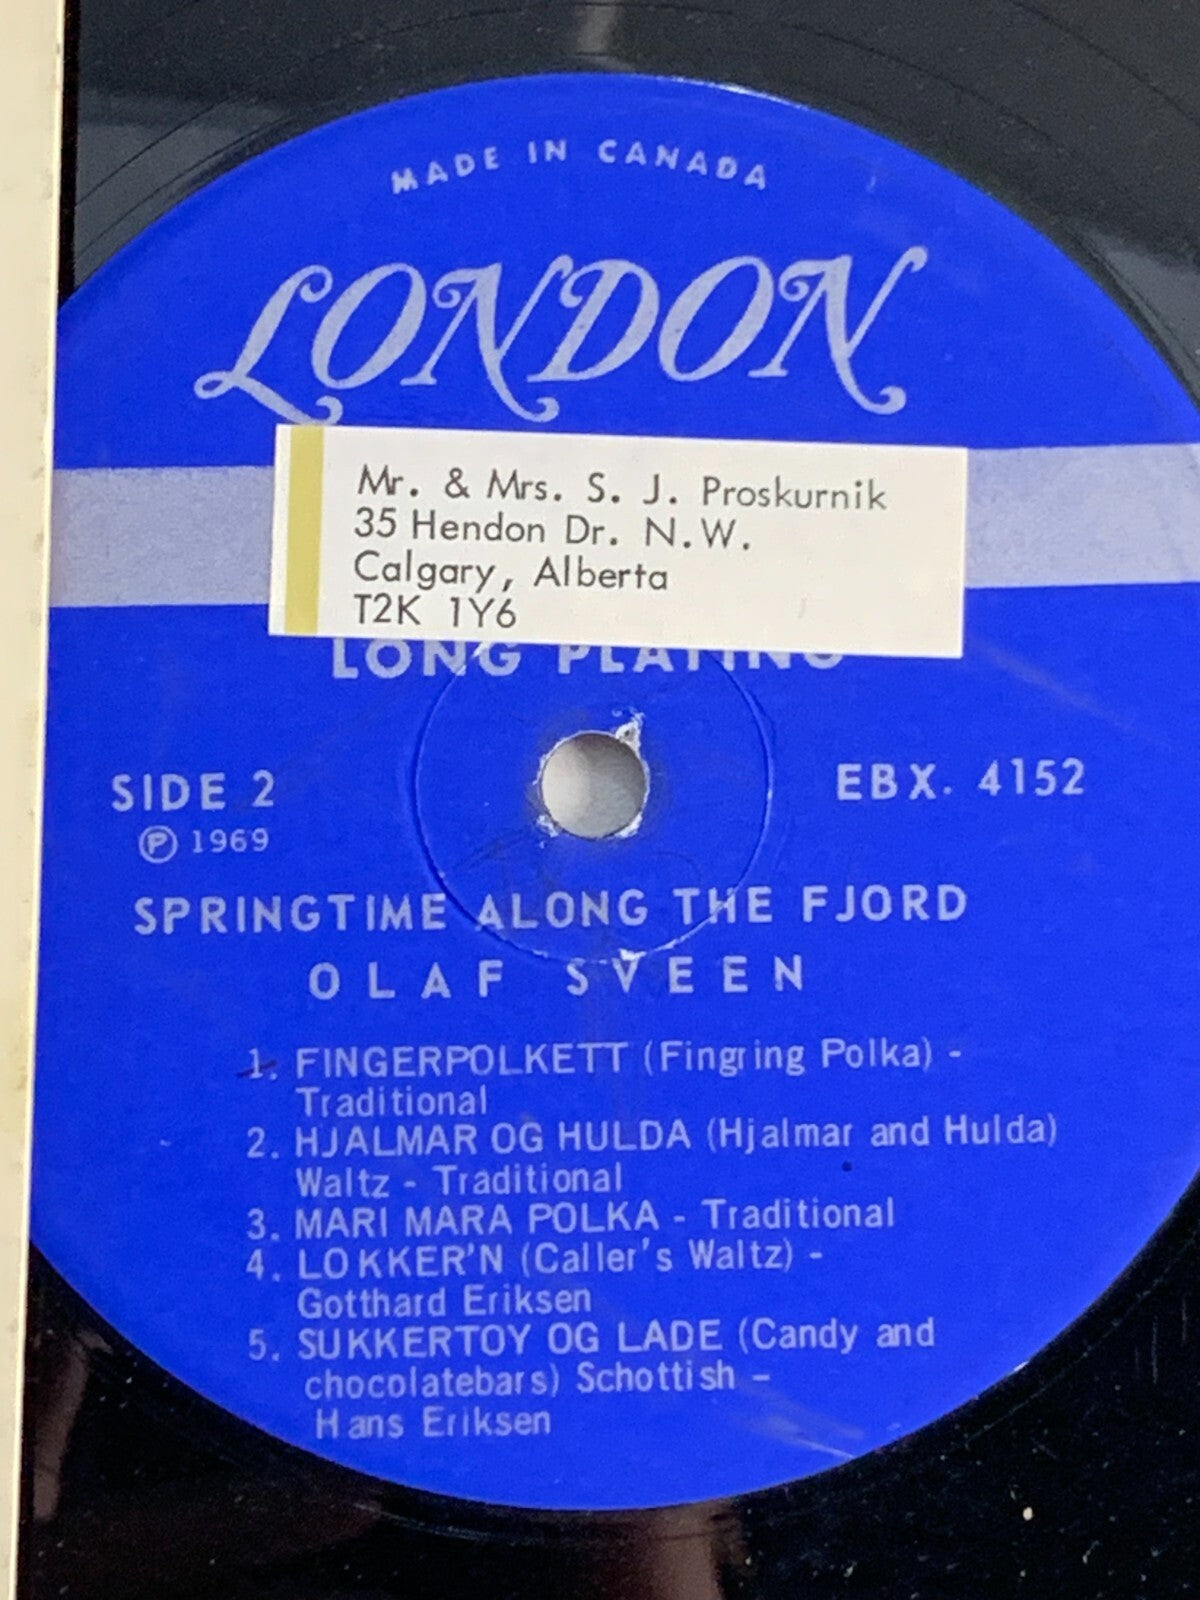 MADE IN CANADA
LONDON
Mr. & Mrs. S. J. Proskurnik
35 Hendon Dr. N.W.
Calgary, Alberta
T2K 1Y6
LONG PLAYING
SIDE 2
EBX. 4152
Ⓟ 1969
SPRINGTIME ALONG THE FJORD
OLAF SVEEN
1. FINGERPOLKETT (Fingring Polka) -
Traditional
2. HJALMAR OG HULDA (Hjalmar and Hulda)
Waltz - Traditional
3. MARI MARA POLKA - Traditional
4. LOKKER'N (Caller's Waltz) -
Gotthard Eriksen
5. SUKKERTOY OG LADE (Candy and
chocolatebars) Schottish -
Hans Eriksen